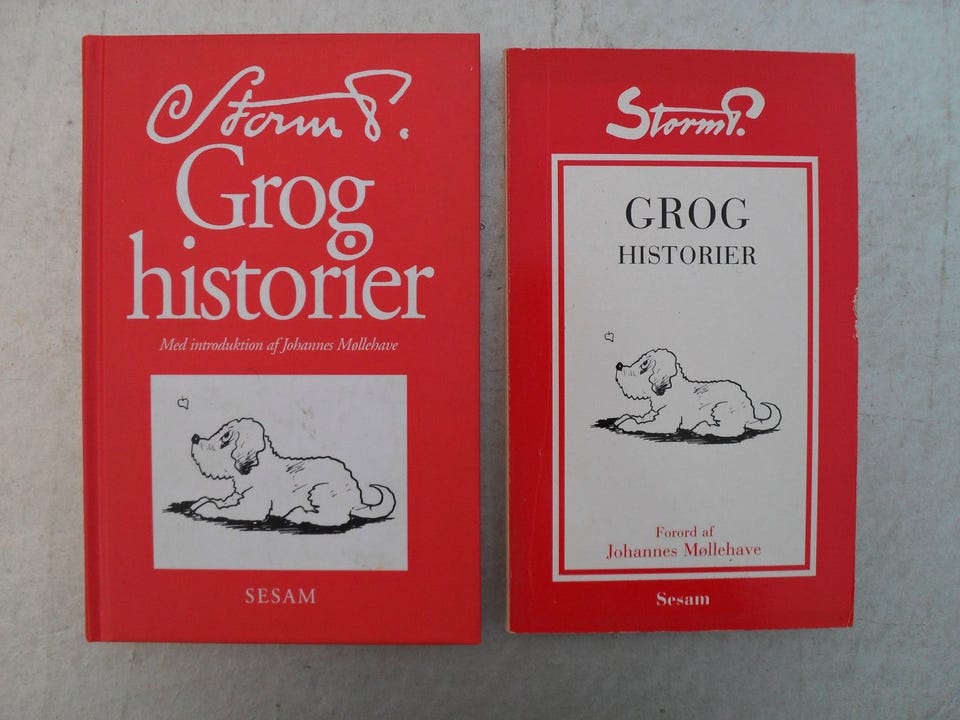 Storm P.
Grog
historier
Med introduktion af Johannes Møllehave
SESAM
Storm P.
GROG
HISTORIER
Forord af
Johannes Møllehave
Sesam